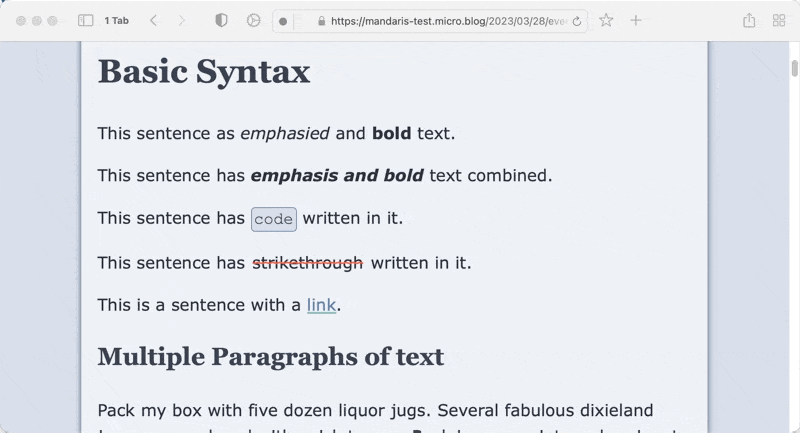 1 Tab
https://mandaris-test.micro.blog/2023/03/28/eve
Basic Syntax
This sentence as emphasied and bold text.
This sentence has emphasis and bold text combined.
This sentence has code written in it.
This sentence has strikethrough written in it.
This is a sentence with a link.
Multiple Paragraphs of text
Pack my box with five dozen liquor jugs. Several fabulous dixieland